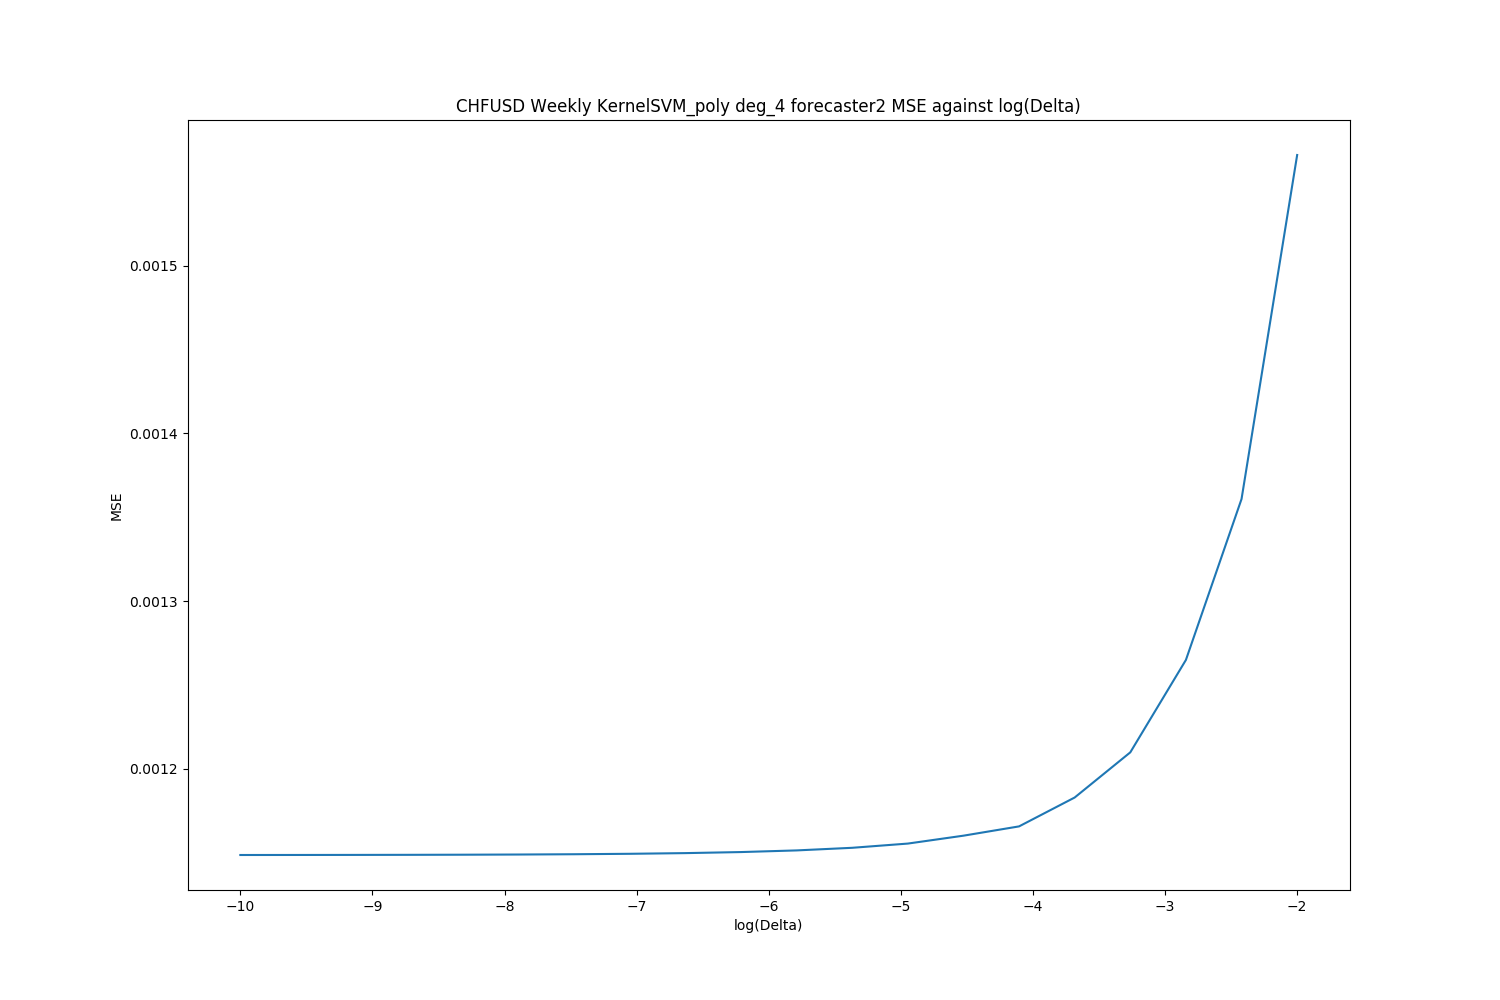 CHFUSD Weekly KernelSVM_poly deg_4 forecaster2 MSE against log(Delta)
0.0015
0.0014
MSE
0.0013
0.0012
−10 −9 −8 −7 −6 −5 −4 −3 −2
log(Delta)